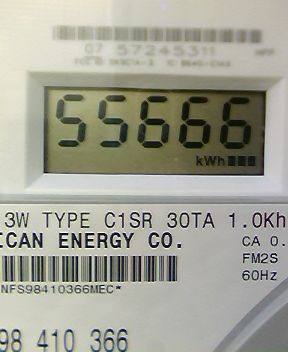 07 57245311
55666
kWh
3W TYPE C1SR 30TA 1.0Kh
ICAN ENERGY CO.
CA 0.
FM2S
60Hz
NFS98410366MEC*
98 410 366